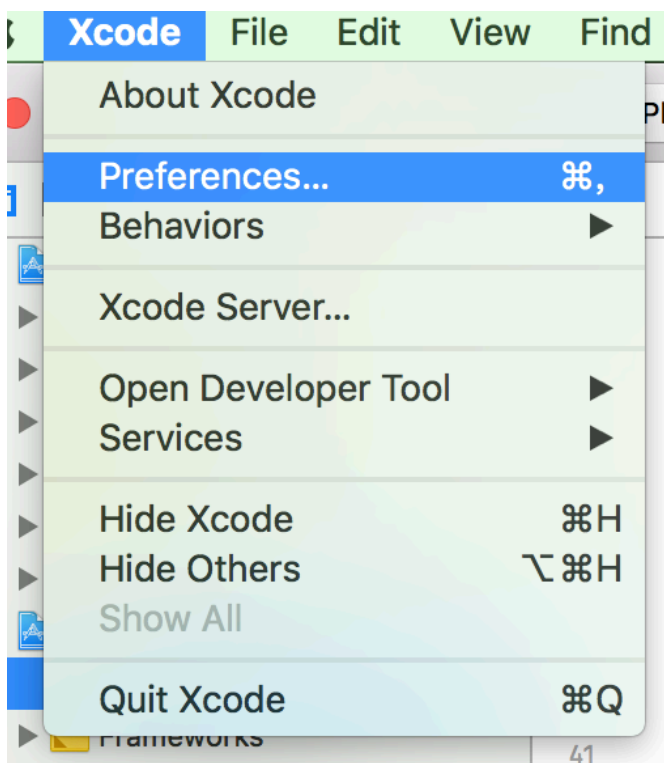 Xcode File Edit View Find
About Xcode
Preferences... ⌘,
Behaviors ▶
Xcode Server...
Open Developer Tool ▶
Services ▶
Hide Xcode ⌘H
Hide Others ⌥⌘H
Show All
Quit Xcode ⌘Q
Frameworks
41